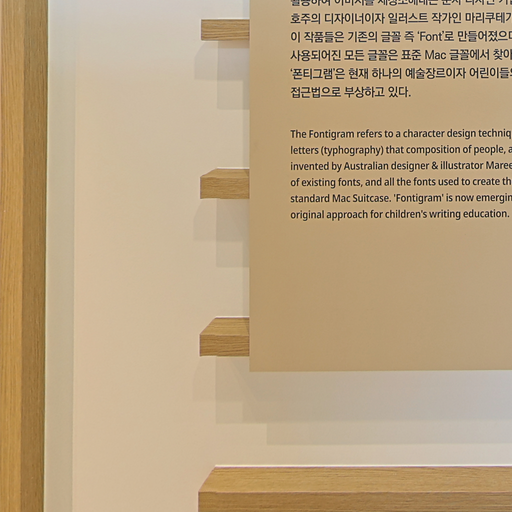 호주의 디자이너이자 일러스트 작가인 마리쿠테가
이 작품들은 기존의 글꼴 즉 ‘Font’로 만들어졌으며
사용되어진 모든 글꼴은 표준 Mac 글꼴에서 찾아
‘폰티그램’은 현재 하나의 예술장르이자 어린이들의
접근법으로 부상하고 있다.
The Fontigram refers to a character design techniq
letters (typhography) that composition of people, a
invented by Australian designer & illustrator Maree
of existing fonts, and all the fonts used to create th
standard Mac Suitcase. 'Fontigram' is now emergin
original approach for children's writing education.